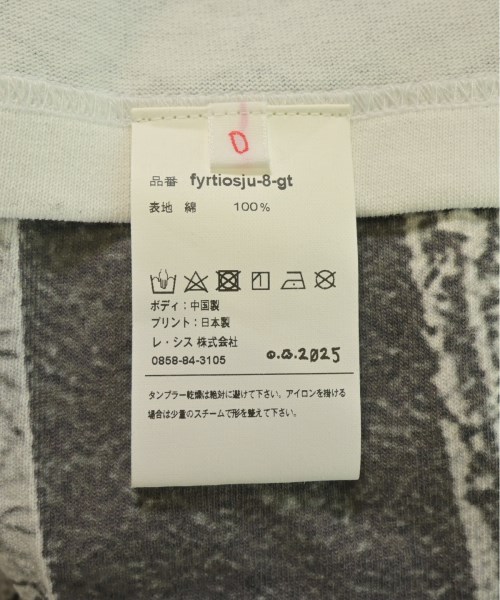 0
品番 fyrtiosju-8-gt
表地 綿 100%
ボディ:中国製
プリント:日本製
レ・シス 株式会社
0858-84-3105 o.o.2025
タンブラー乾燥は絶対に避けて下さい。アイロンを掛ける
場合は少量のスチームで形を整えて下さい。